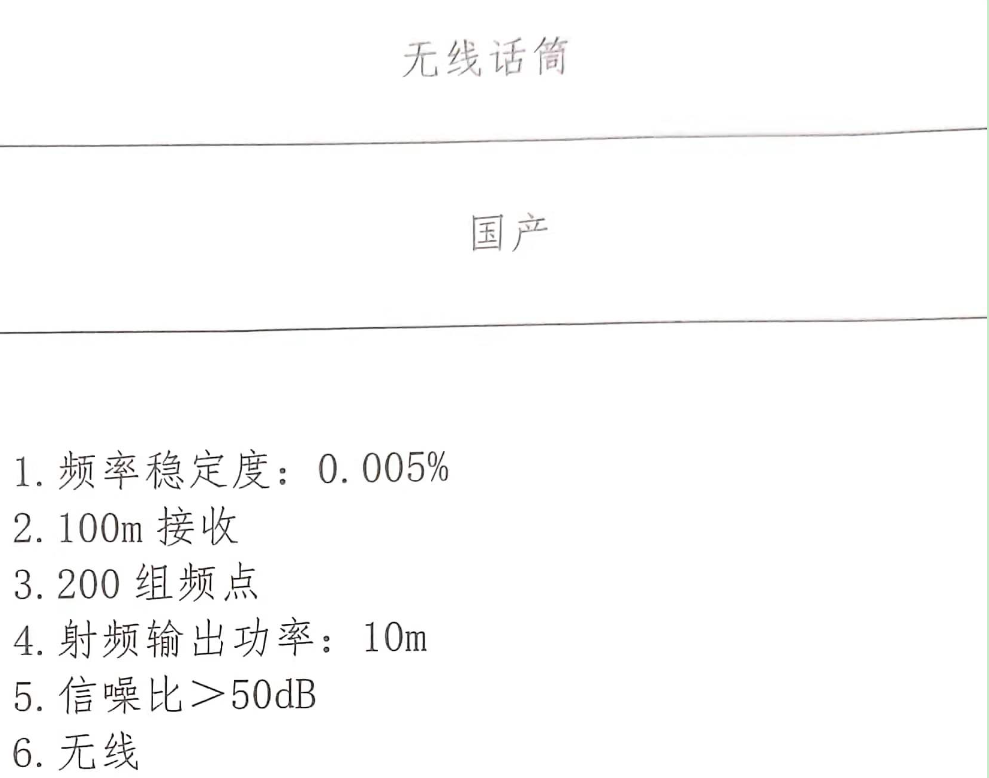 无线话筒
国产
1.频率稳定度：0.005%
2.100m 接收
3.200 组频点
4.射频输出功率：10m
5.信噪比＞50dB
6.无线